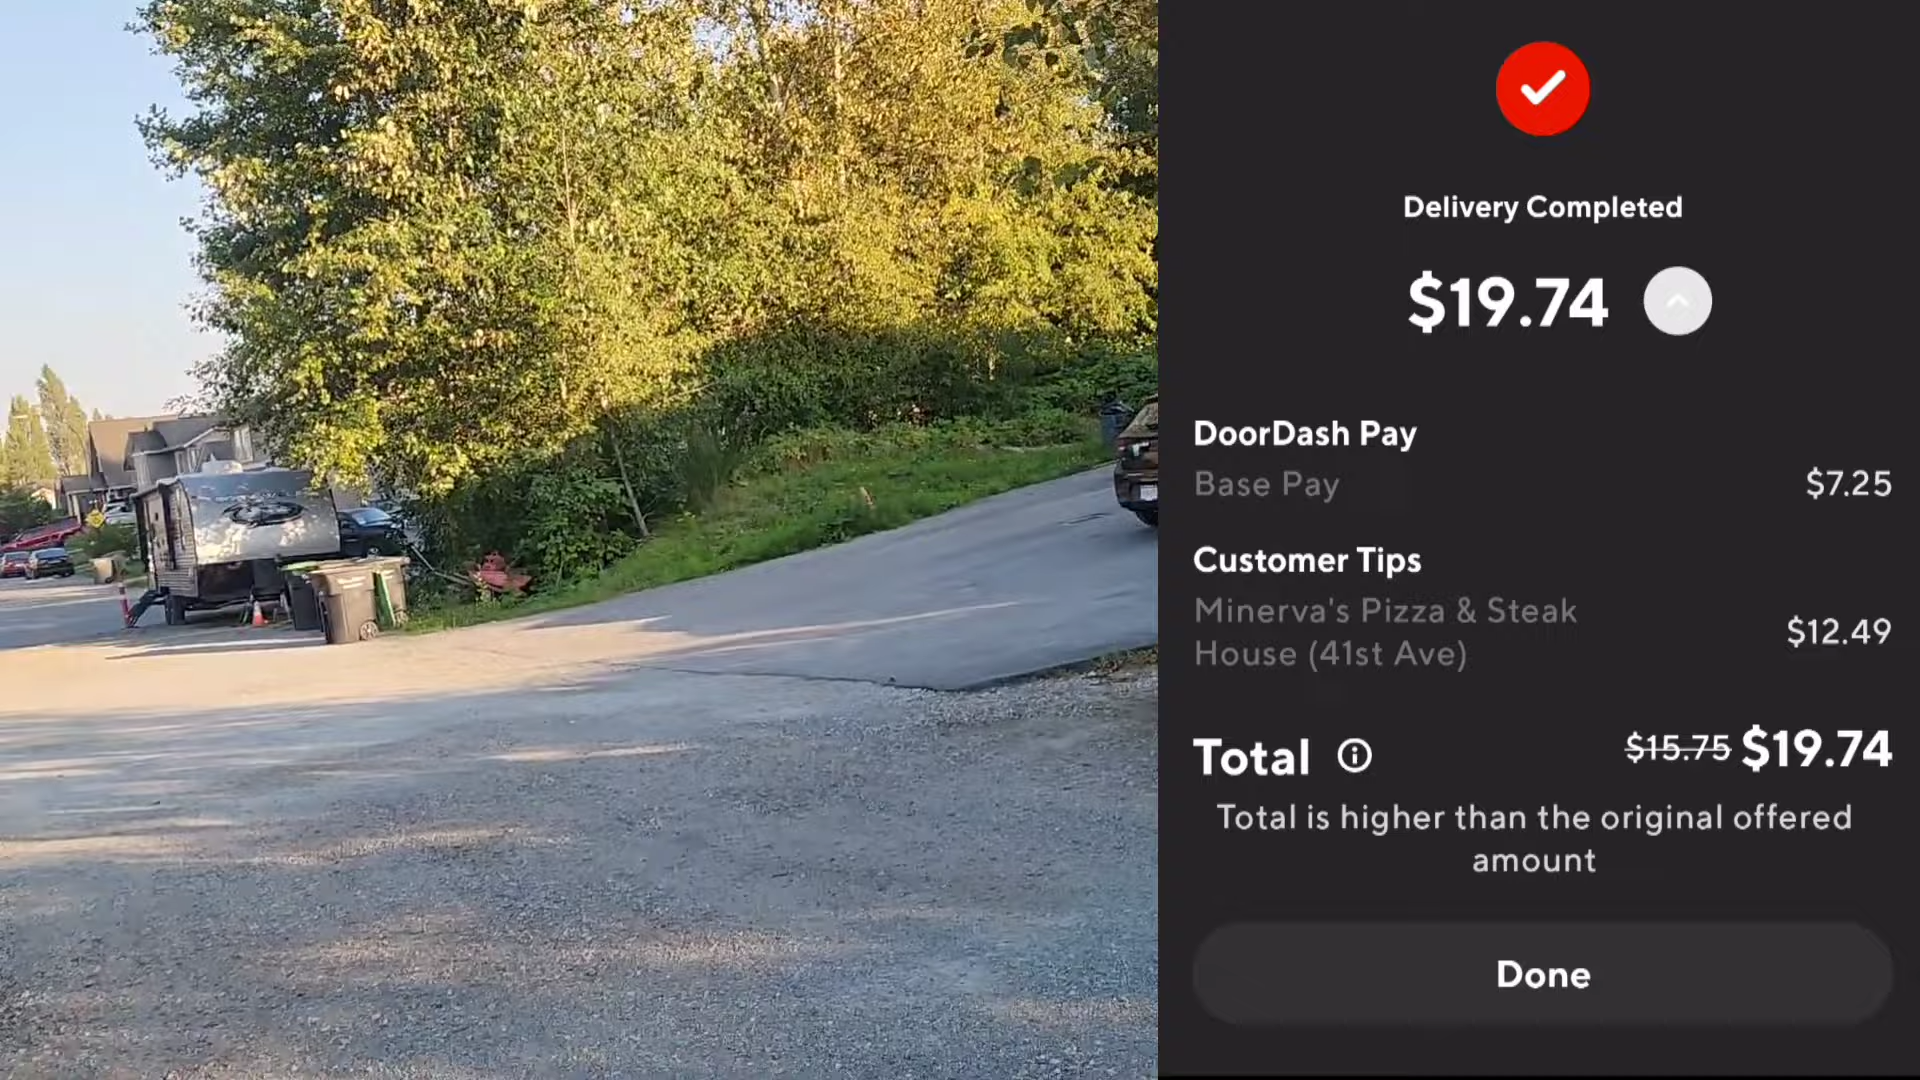 Delivery Completed
$19.74
DoorDash Pay
Base Pay
$7.25
Customer Tips
Minerva's Pizza & Steak
House (41st Ave)
$12.49
Total
$15.75 $19.74
Total is higher than the original offered
amount
Done